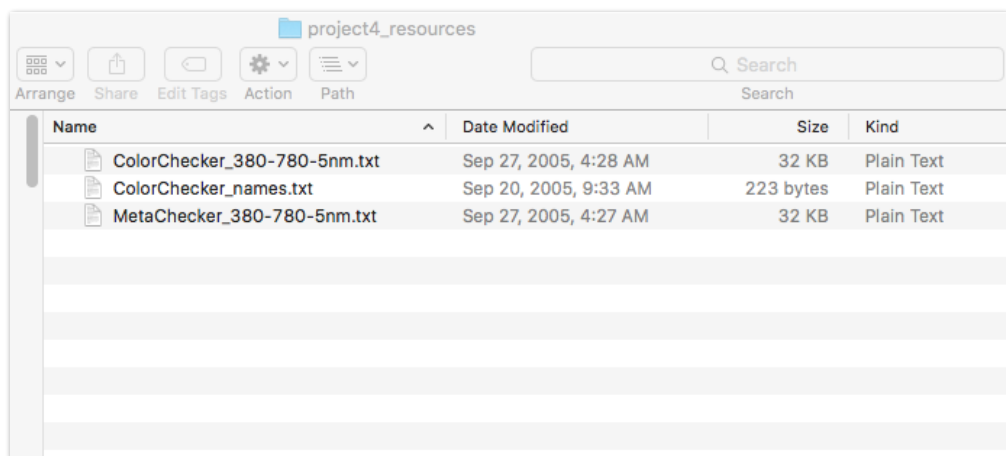 project4_resources
Arrange Share Edit Tags Action Path Search
Search
Name Date Modified Size Kind
ColorChecker_380-780-5nm.txt Sep 27, 2005, 4:28 AM 32 KB Plain Text
ColorChecker_names.txt Sep 20, 2005, 9:33 AM 223 bytes Plain Text
MetaChecker_380-780-5nm.txt Sep 27, 2005, 4:27 AM 32 KB Plain Text